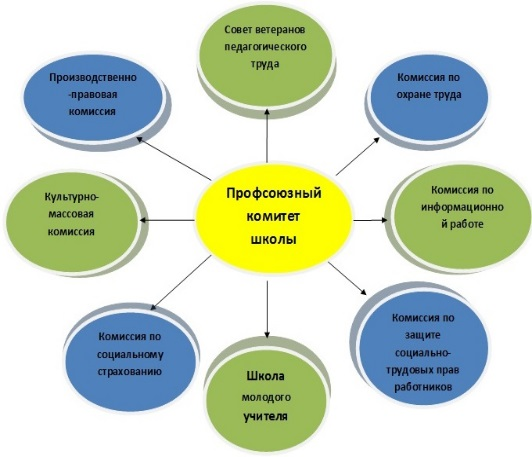 Совет ветеранов
педагогического
труда
Производственно
-правовая
комиссия
Комиссия по
охране труда
Профсоюзный
комитет
школы
Культурно-
массовая
комиссия
Комиссия по
информационно
й работе
Комиссия по
социальному
страхованию
Школа
молодого
учителя
Комиссия по
защите
социально-
трудовых прав
работников